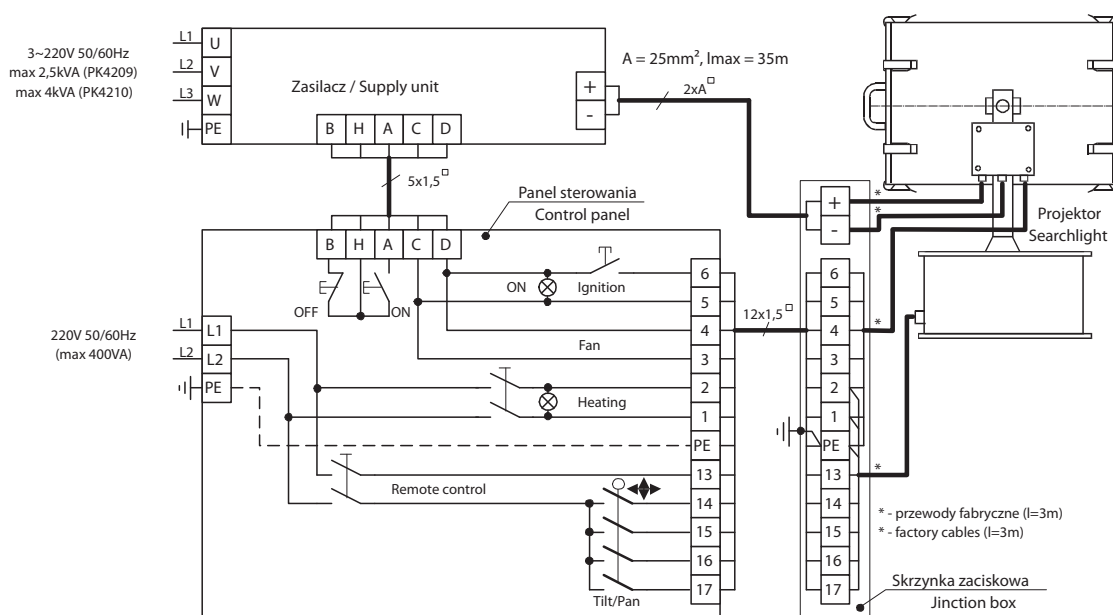 3~220V 50/60Hz
max 2,5kVA (PK4209)
max 4kVA (PK4210)
L1 U
L2 V
L3 W
PE
Zasilacz / Supply unit
+
-
B H A C D
A = 25mm², lmax = 35m
2xA□
5x1,5□
Panel sterowania
Control panel
B H A C D
OFF
ON
ON
Ignition
Fan
Heating
Remote control
Tilt/Pan
220V 50/60Hz
(max 400VA)
L1 L1
L2 L2
PE
6
5
4
3
2
1
PE
13
14
15
16
17
12x1,5□
+
-
6
5
4
3
2
1
PE
13
14
15
16
17
*
*
*
*
Projektor
Searchlight
* - przewody fabryczne (l=3m)
* - factory cables (l=3m)
Skrzynka zaciskowa
Jinction box